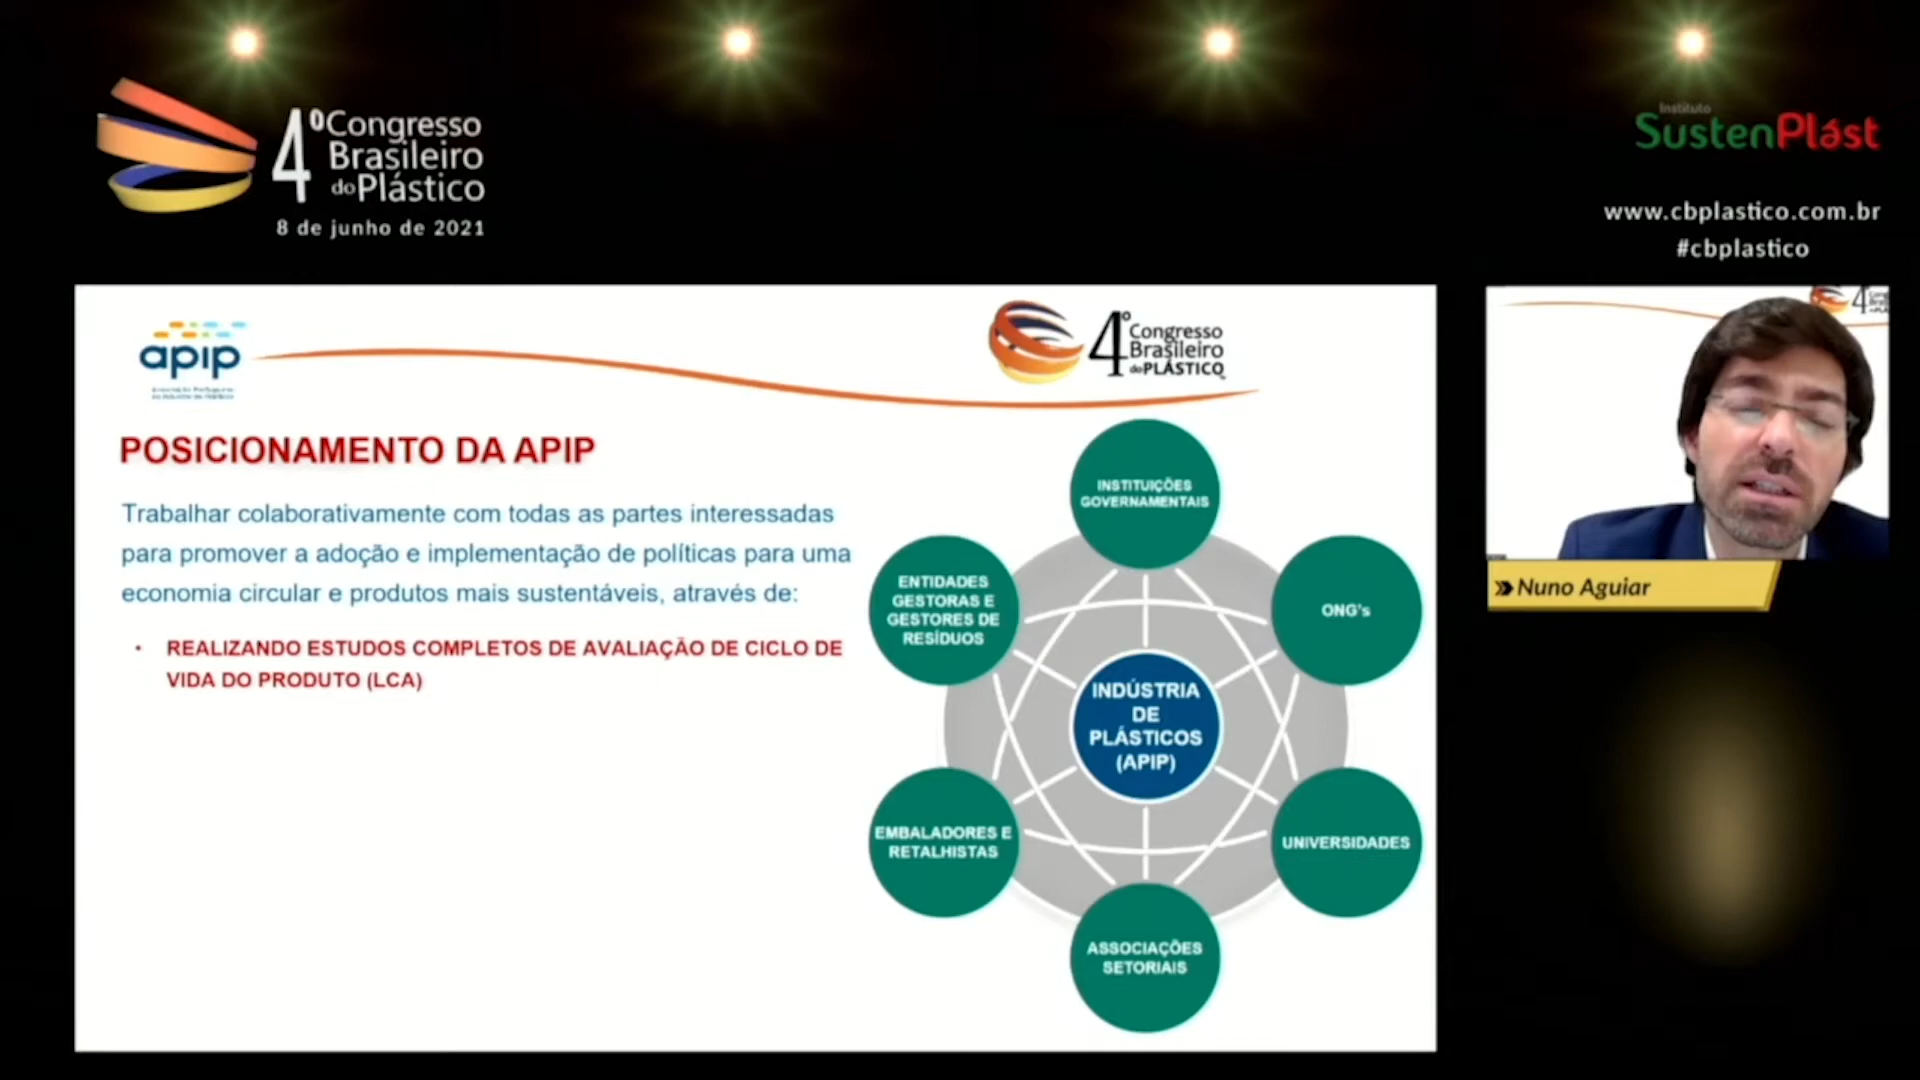 4º Congresso
Brasileiro
do Plástico
8 de junho de 2021
Instituto
SustenPlást
www.cbplastico.com.br
#cbplastico
apip
4º Congresso
Brasileiro
do PLÁSTICO
POSICIONAMENTO DA APIP
Trabalhar colaborativamente com todas as partes interessadas
para promover a adoção e implementação de políticas para uma
economia circular e produtos mais sustentáveis, através de:
• REALIZANDO ESTUDOS COMPLETOS DE AVALIAÇÃO DE CICLO DE
VIDA DO PRODUTO (LCA)
INSTITUIÇÕES
GOVERNAMENTAIS
ENTIDADES
GESTORAS E
GESTORES DE
RESÍDUOS
ONG's
INDÚSTRIA
DE
PLÁSTICOS
(APIP)
EMBALADORES E
RETALHISTAS
UNIVERSIDADES
ASSOCIAÇÕES
SETORIAIS
Nuno Aguiar